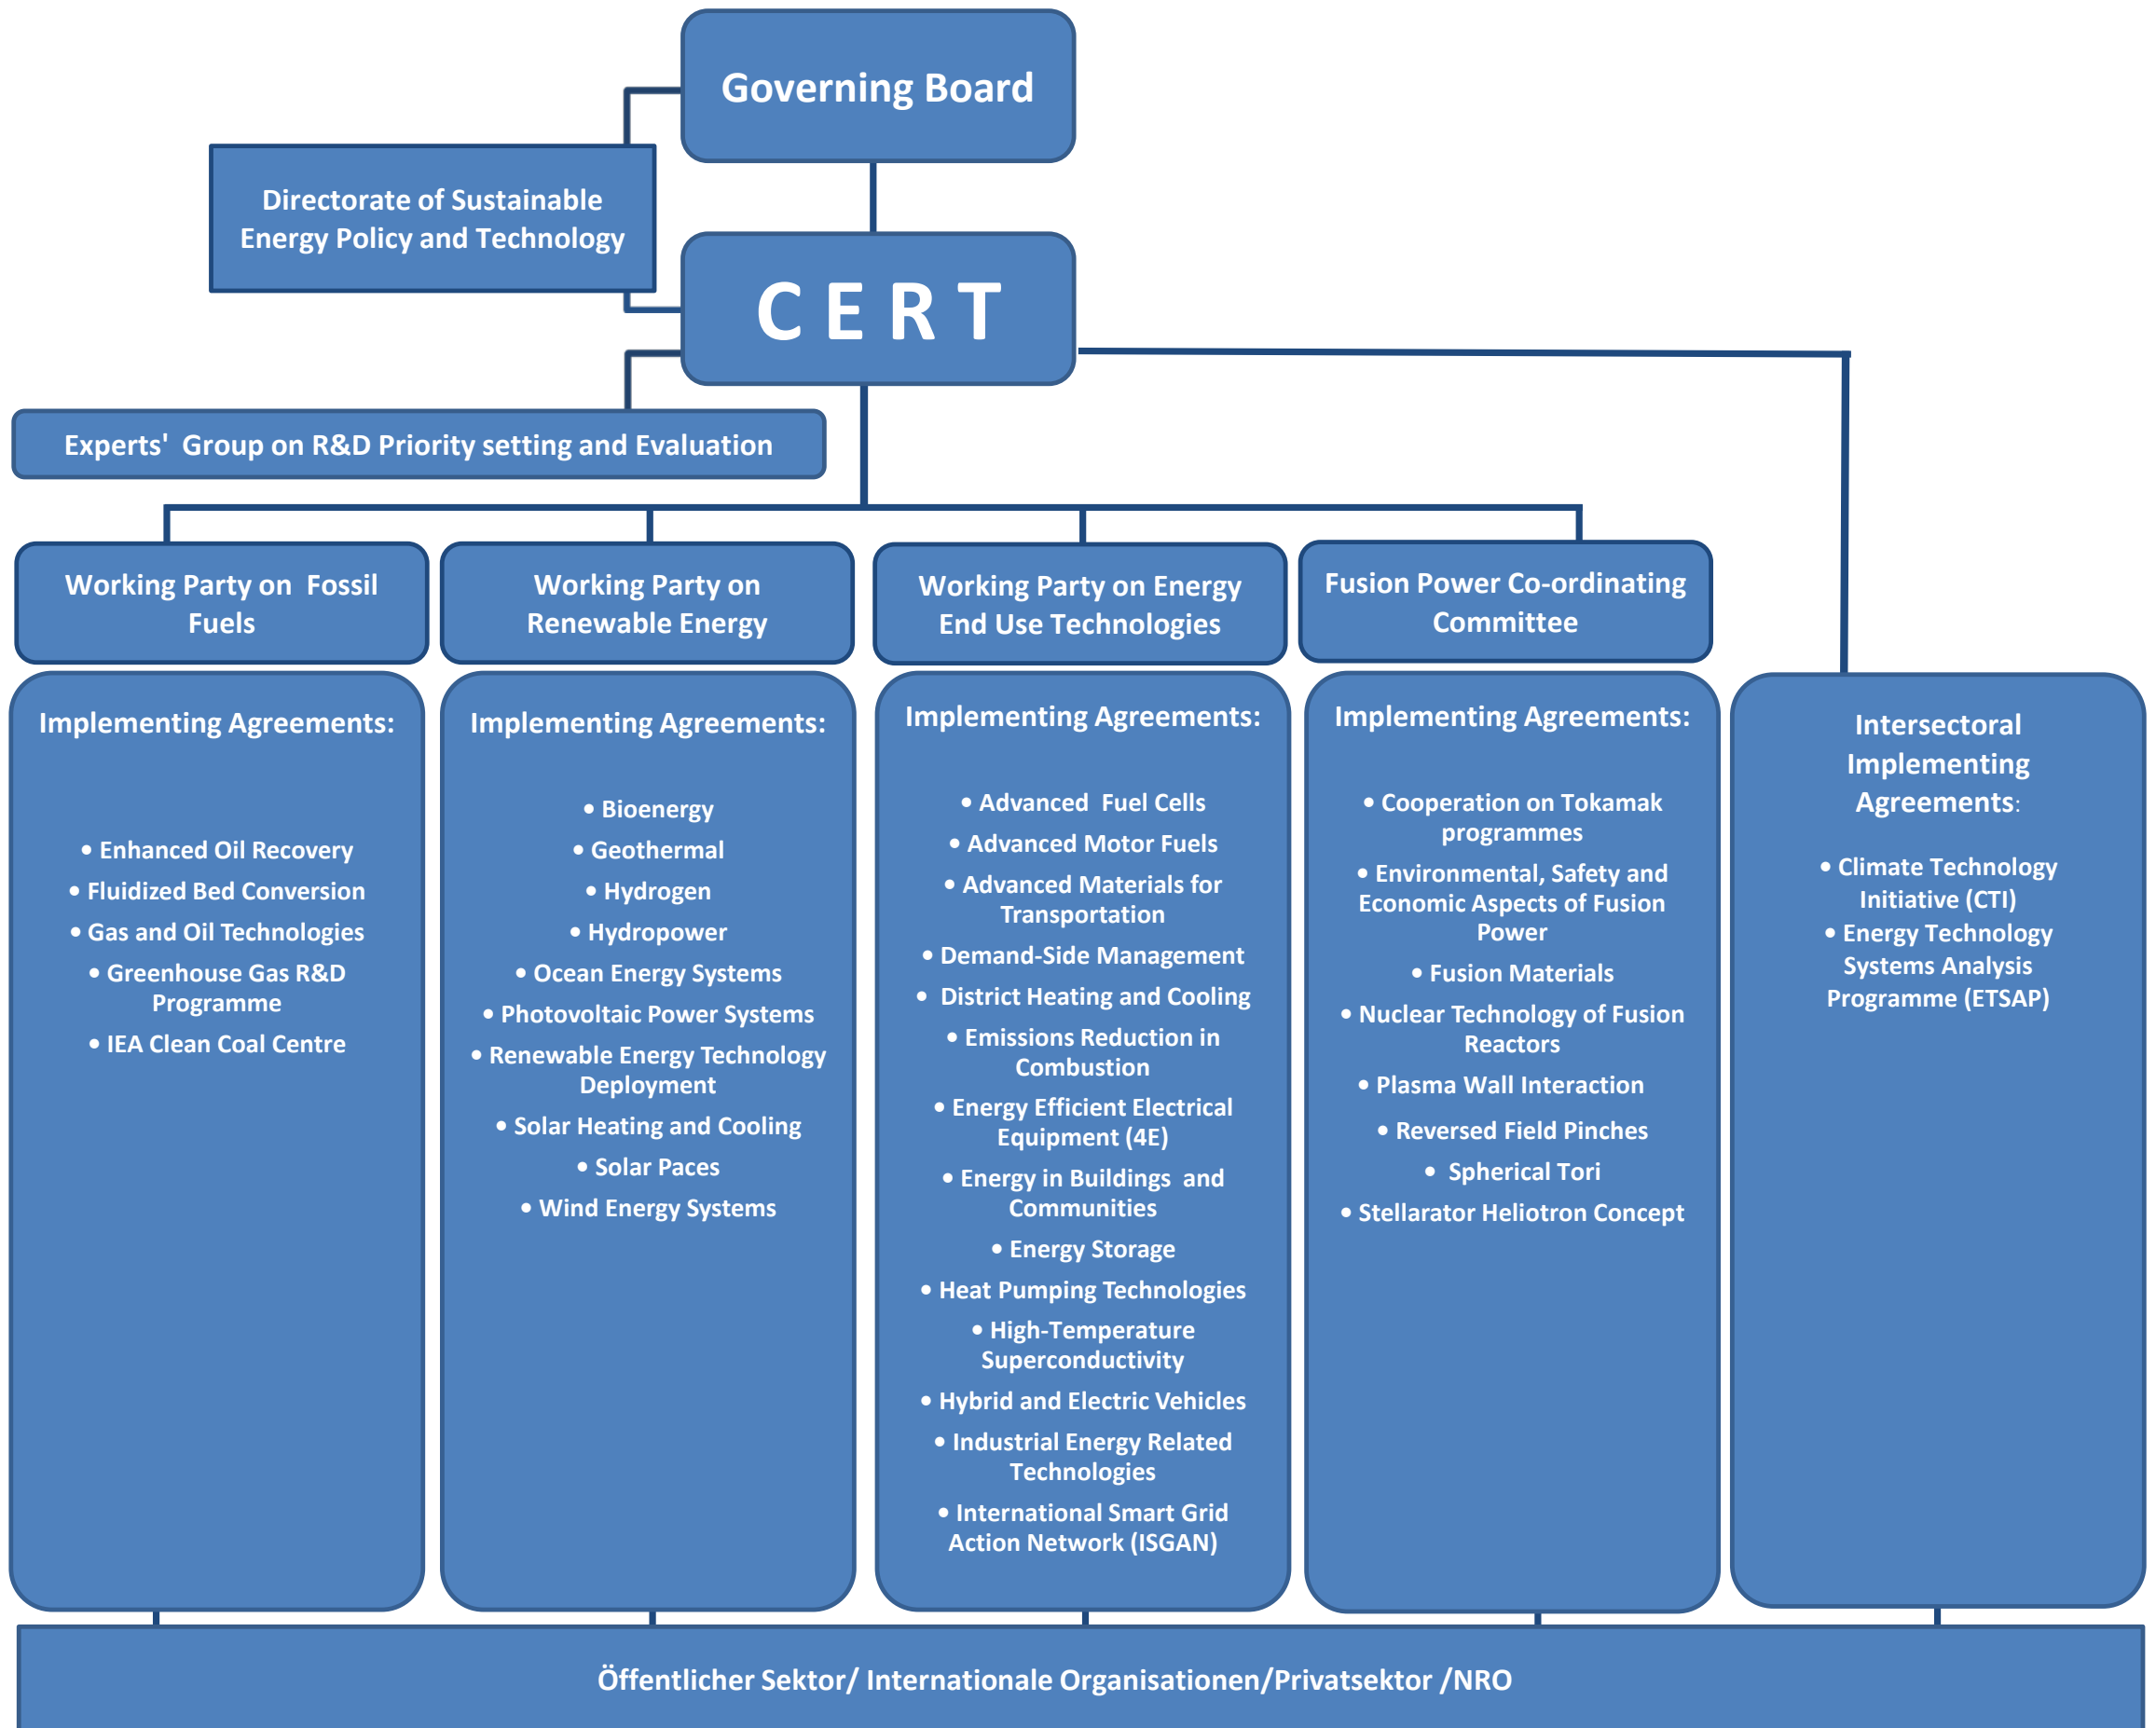 Governing Board
Directorate of Sustainable
Energy Policy and Technology
C E R T
Experts' Group on R&D Priority setting and Evaluation
Working Party on Fossil
Fuels
Working Party on
Renewable Energy
Working Party on Energy
End Use Technologies
Fusion Power Co-ordinating
Committee
Implementing Agreements:
• Enhanced Oil Recovery
• Fluidized Bed Conversion
• Gas and Oil Technologies
• Greenhouse Gas R&D
Programme
• IEA Clean Coal Centre
Implementing Agreements:
• Bioenergy
• Geothermal
• Hydrogen
• Hydropower
• Ocean Energy Systems
• Photovoltaic Power Systems
• Renewable Energy Technology
Deployment
• Solar Heating and Cooling
• Solar Paces
• Wind Energy Systems
Implementing Agreements:
• Advanced Fuel Cells
• Advanced Motor Fuels
• Advanced Materials for
Transportation
• Demand-Side Management
• District Heating and Cooling
• Emissions Reduction in
Combustion
• Energy Efficient Electrical
Equipment (4E)
• Energy in Buildings and
Communities
• Energy Storage
• Heat Pumping Technologies
• High-Temperature
Superconductivity
• Hybrid and Electric Vehicles
• Industrial Energy Related
Technologies
• International Smart Grid
Action Network (ISGAN)
Implementing Agreements:
• Cooperation on Tokamak
programmes
• Environmental, Safety and
Economic Aspects of Fusion
Power
• Fusion Materials
• Nuclear Technology of Fusion
Reactors
• Plasma Wall Interaction
• Reversed Field Pinches
• Spherical Tori
• Stellarator Heliotron Concept
Intersectoral
Implementing
Agreements:
• Climate Technology
Initiative (CTI)
• Energy Technology
Systems Analysis
Programme (ETSAP)
Öffentlicher Sektor/ Internationale Organisationen/Privatsektor /NRO